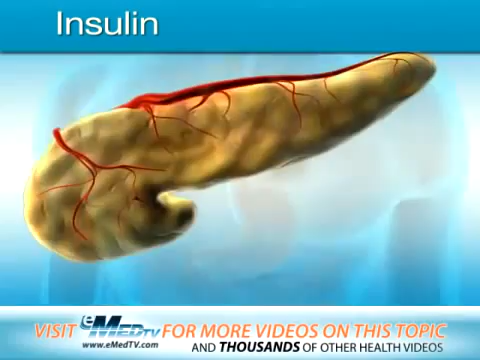 Insulin
VISIT eMEDTV FOR MORE VIDEOS ON THIS TOPIC
www.eMedTV.com AND THOUSANDS OF OTHER HEALTH VIDEOS